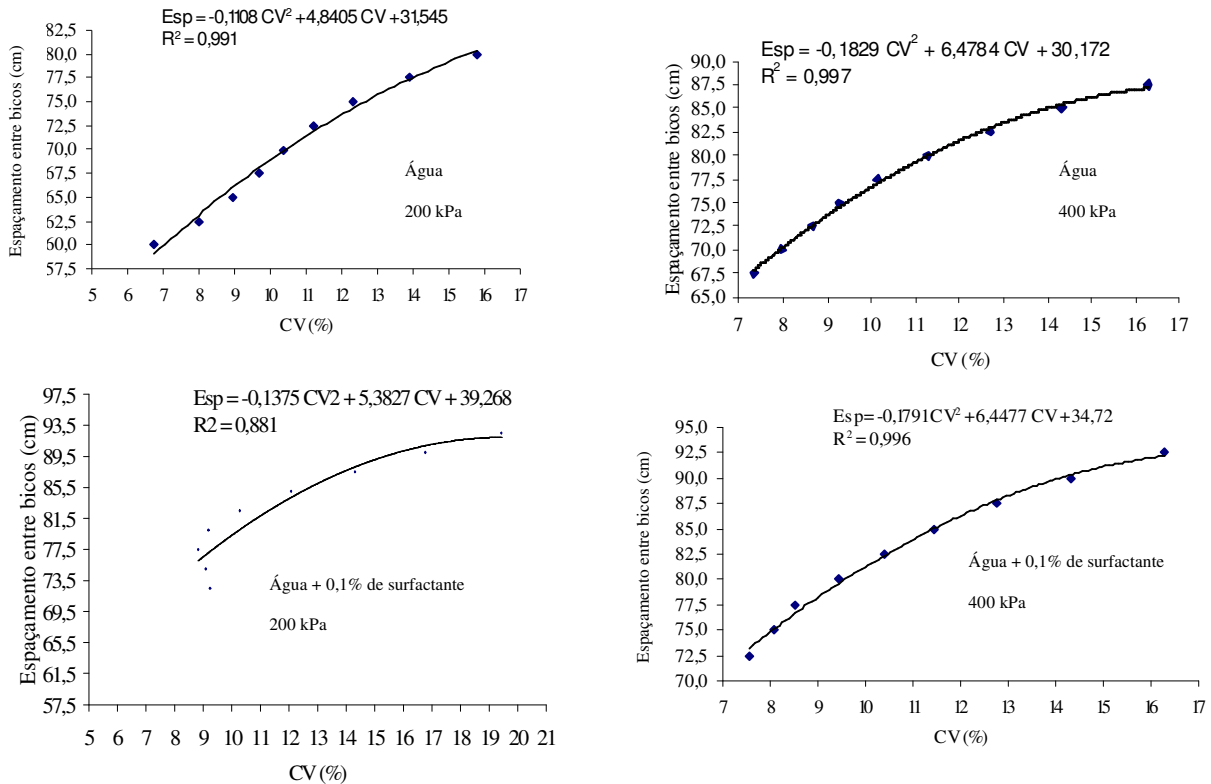 Esp = -0,1108 CV² +4,8405 CV +31,545
R² = 0,991
Espaçamento entre bicos (cm)
82,5
80,0
77,5
75,0
72,5
70,0
67,5
65,0
62,5
60,0
57,5
Água
200 kPa
5 6 7 8 9 10 11 12 13 14 15 16 17
CV (%)
Esp = -0,1829 CV² + 6,4784 CV + 30,172
R² = 0,997
Espaçamento entre bicos (cm)
90,0
87,5
85,0
82,5
80,0
77,5
75,0
72,5
70,0
67,5
65,0
Água
400 kPa
7 8 9 10 11 12 13 14 15 16 17
CV (%)
Esp = -0,1375 CV2 + 5,3827 CV + 39,268
R2 = 0,881
Espaçamento entre bicos (cm)
97,5
93,5
89,5
85,5
81,5
77,5
73,5
69,5
65,5
61,5
57,5
Água + 0,1% de surfactante
200 kPa
5 6 7 8 9 10 11 12 13 14 15 16 17 18 19 20 21
CV (%)
Esp = -0,1791 CV² + 6,4477 CV + 34,72
R² = 0,996
Espaçamento entre bicos (cm)
95,0
92,5
90,0
87,5
85,0
82,5
80,0
77,5
75,0
72,5
70,0
Água + 0,1% de surfactante
400 kPa
7 8 9 10 11 12 13 14 15 16 17
CV (%)